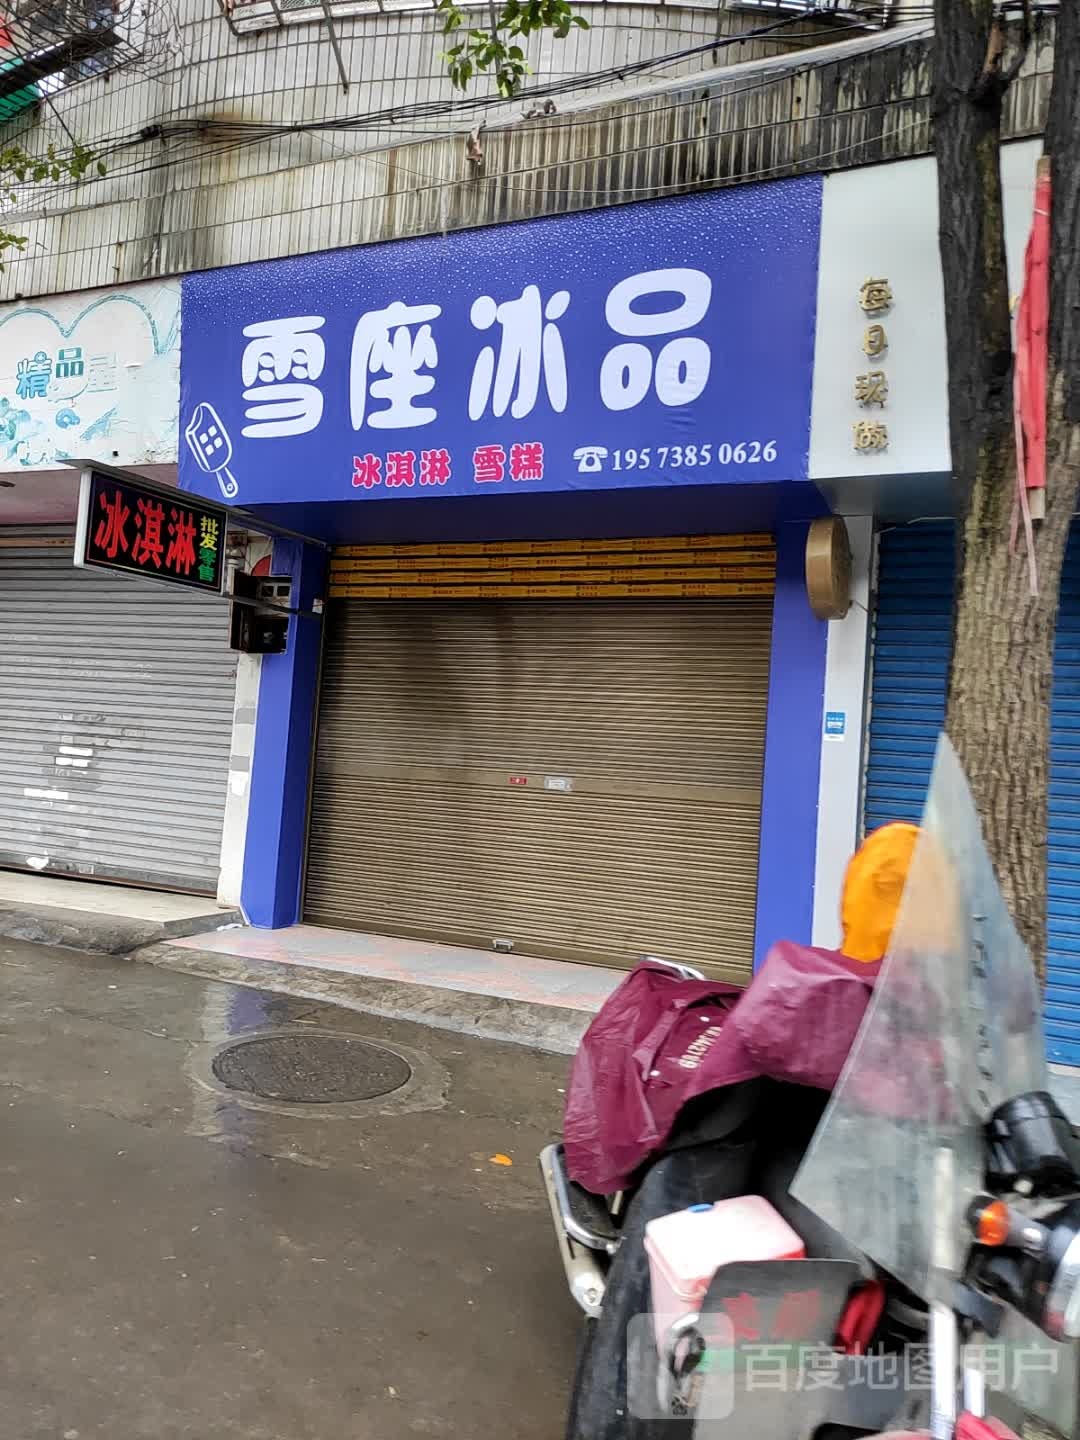 雪座冰品
冰淇淋 雪糕 ☎195 7385 0626
精品
冰淇淋
批发零售
每日现做
百度地图用户